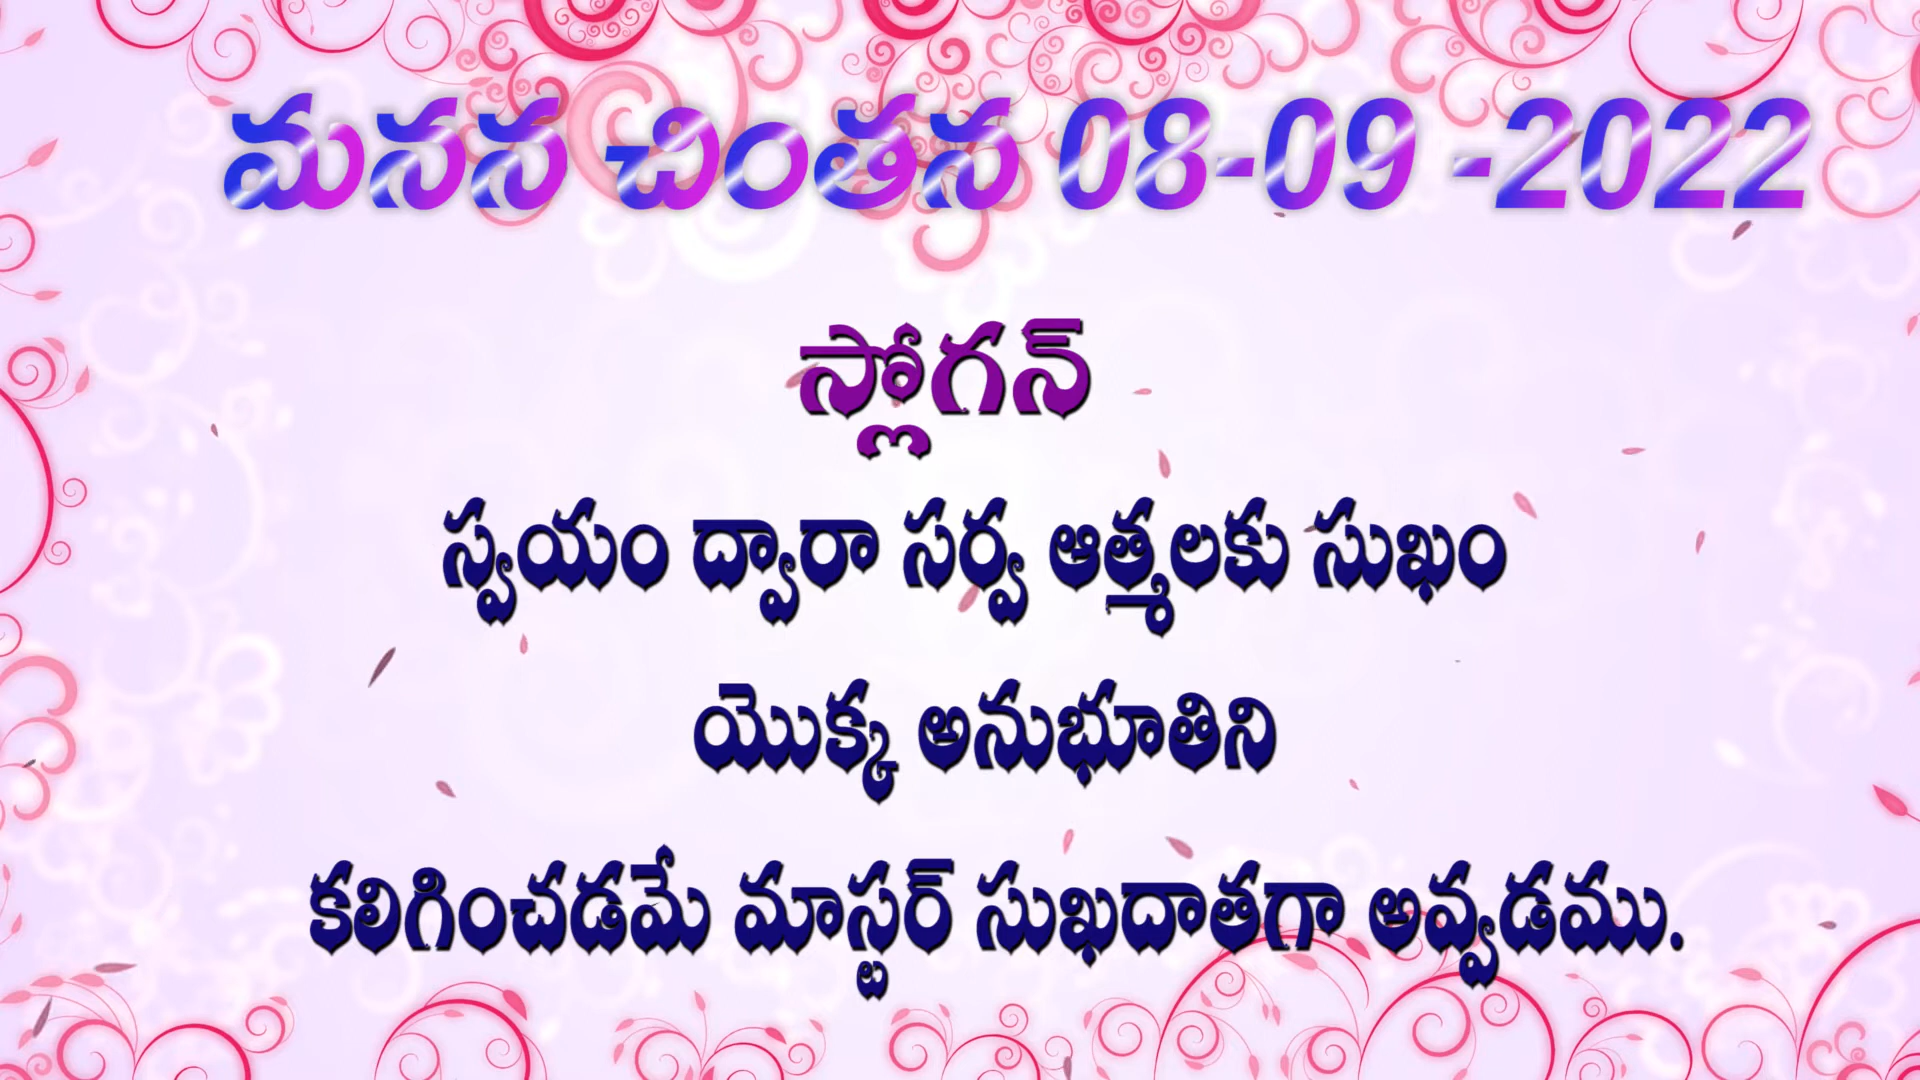 మనన చింతన 08-09 -2022
స్లోగన్
స్వయం ద్వారా సర్వ ఆత్మలకు సుఖం
యొక్క అనుభూతిని
కలిగించడమే మాస్టర్ సుఖదాతగా అవ్వడము.